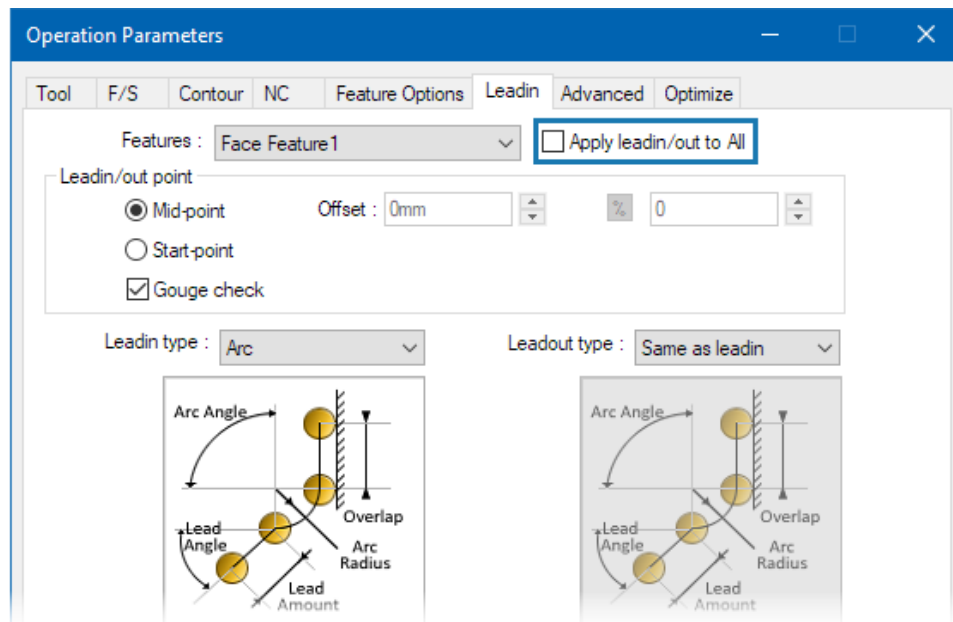 Operation Parameters
Tool F/S Contour NC Feature Options Leadin Advanced Optimize
Features : Face Feature1 Apply leadin/out to All
Leadin/out point
Mid-point Offset : 0mm % 0
Start-point
Gouge check
Leadin type : Arc Leadout type : Same as leadin
Arc Angle
Overlap
Lead
Angle
Arc
Radius
Lead
Amount
Arc Angle
Overlap
Lead
Angle
Arc
Radius
Lead
Amount